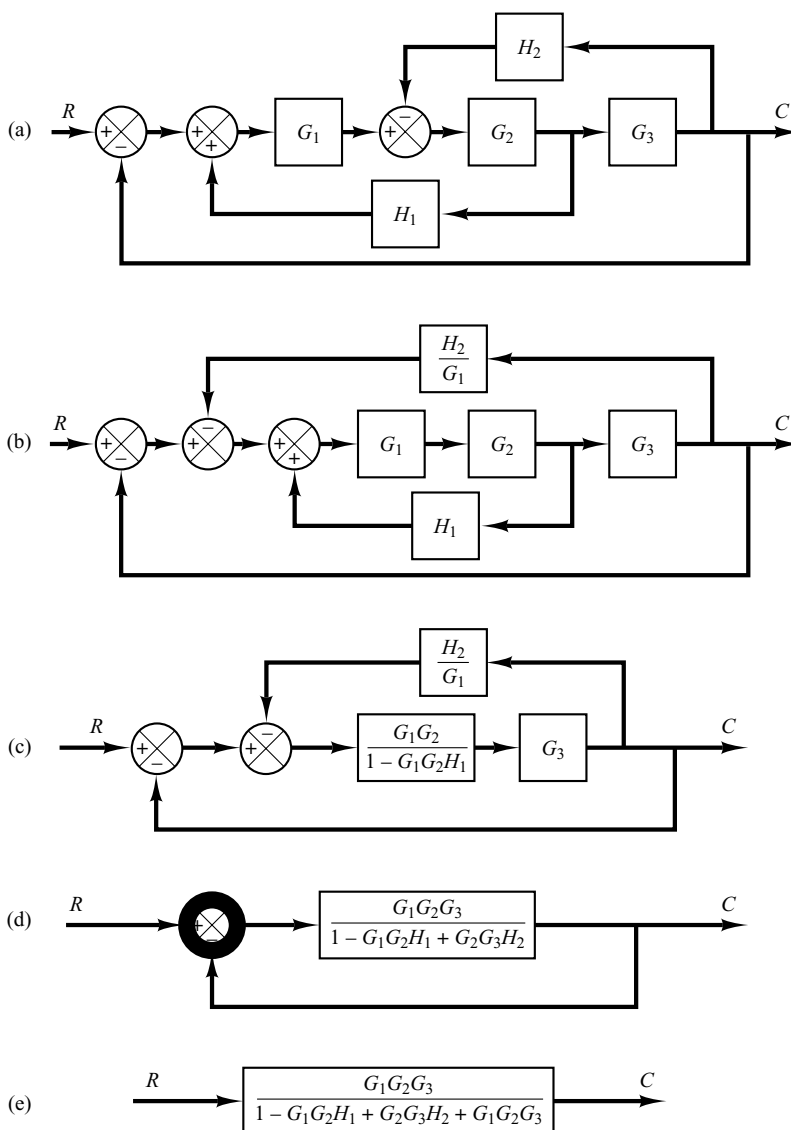 H₂
(a) R + − + + G₁ + − G₂ G₃ C
H₁
H₂
G₁
(b) R + − + − + + G₁ G₂ G₃ C
H₁
H₂
G₁
(c) R + − + − G₁G₂ G₃ C
1 − G₁G₂H₁
(d) R + − G₁G₂G₃ C
1 − G₁G₂H₁ + G₂G₃H₂
(e) R G₁G₂G₃ C
1 − G₁G₂H₁ + G₂G₃H₂ + G₁G₂G₃